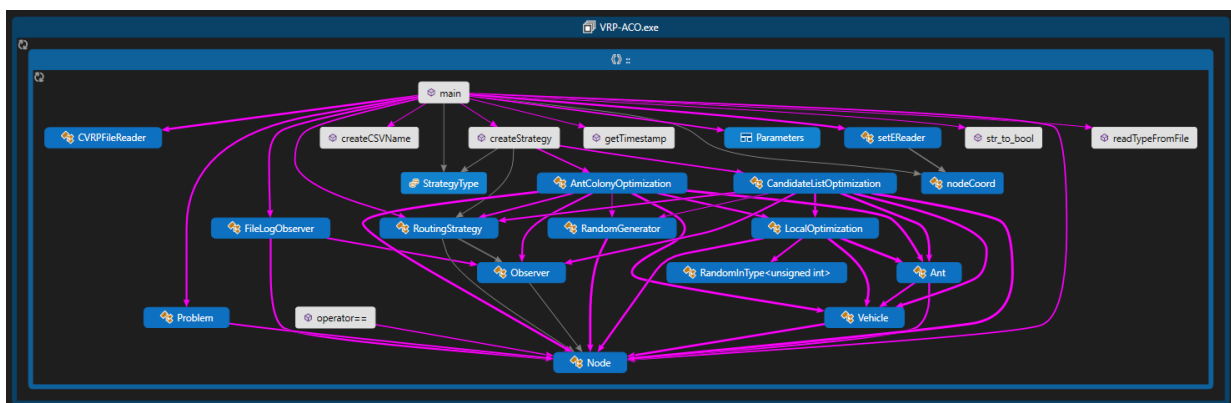 VRP-ACO.exe
::
main
CVRPFileReader
createCSVName
createStrategy
getTimestamp
Parameters
setEReader
str_to_bool
readTypeFromFile
StrategyType
AntColonyOptimization
CandidateListOptimization
nodeCoord
FileLogObserver
RoutingStrategy
RandomGenerator
LocalOptimization
Observer
RandomInType<unsigned int>
Ant
Problem
operator==
Vehicle
Node